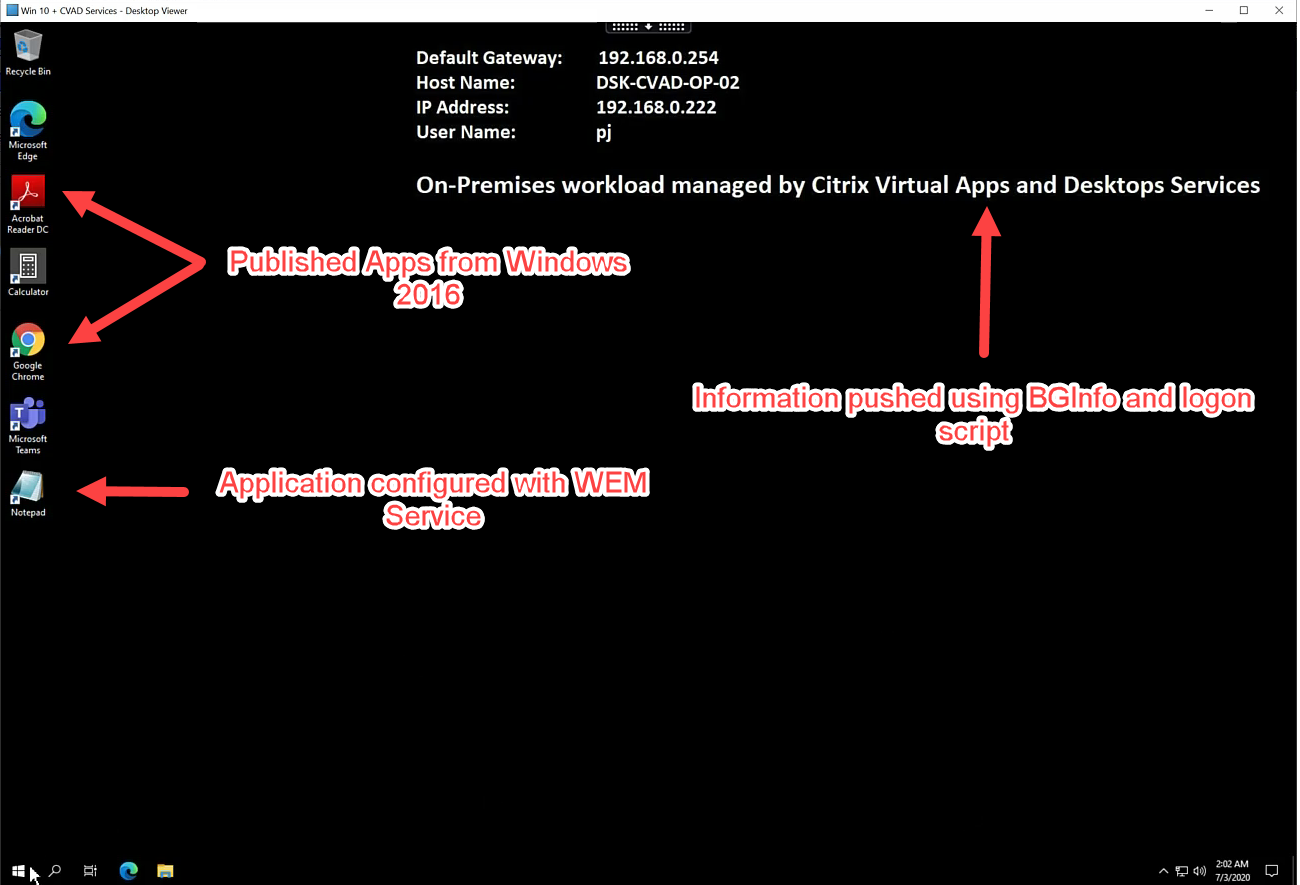 Win 10 + CVAD Services - Desktop Viewer
Recycle Bin
Microsoft
Edge
Acrobat
Reader DC
Calculator
Google
Chrome
Microsoft
Teams
Notepad
Default Gateway: 192.168.0.254
Host Name: DSK-CVAD-OP-02
IP Address: 192.168.0.222
User Name: pj
On-Premises workload managed by Citrix Virtual Apps and Desktops Services
Published Apps from Windows
2016
Information pushed using BGInfo and logon
script
Application configured with WEM
Service
2:02 AM
7/3/2020